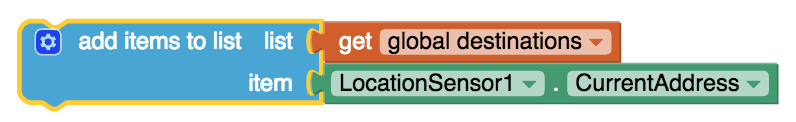 add items to list list get global destinations
item LocationSensor1 . CurrentAddress